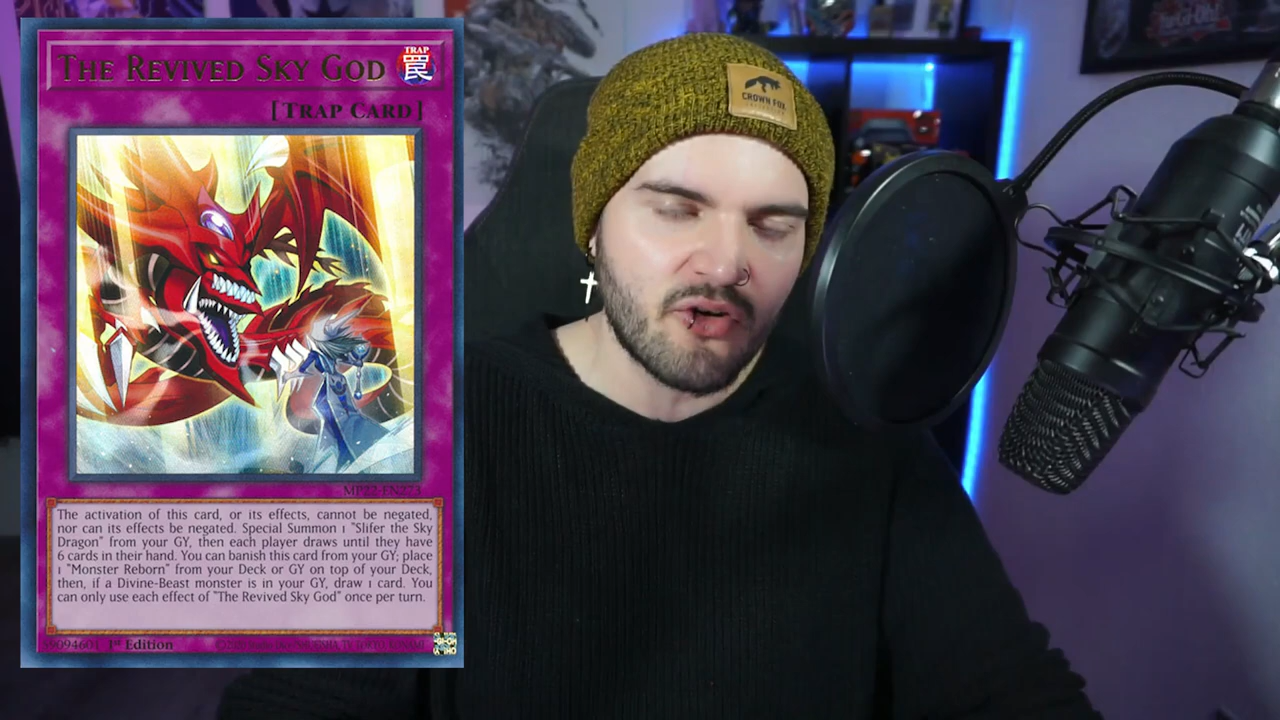 The Revived Sky God
TRAP
罠
[Trap Card]
MP22-EN273
The activation of this card, or its effects, cannot be negated,
nor can its effects be negated. Special Summon 1 "Slifer the Sky
Dragon" from your GY, then each player draws until they have
6 cards in their hand. You can banish this card from your GY; place
1 "Monster Reborn" from your Deck or GY on top of your Deck,
then, if a Divine-Beast monster is in your GY, draw 1 card. You
can only use each effect of "The Revived Sky God" once per turn.
1st Edition
CROWN FOX